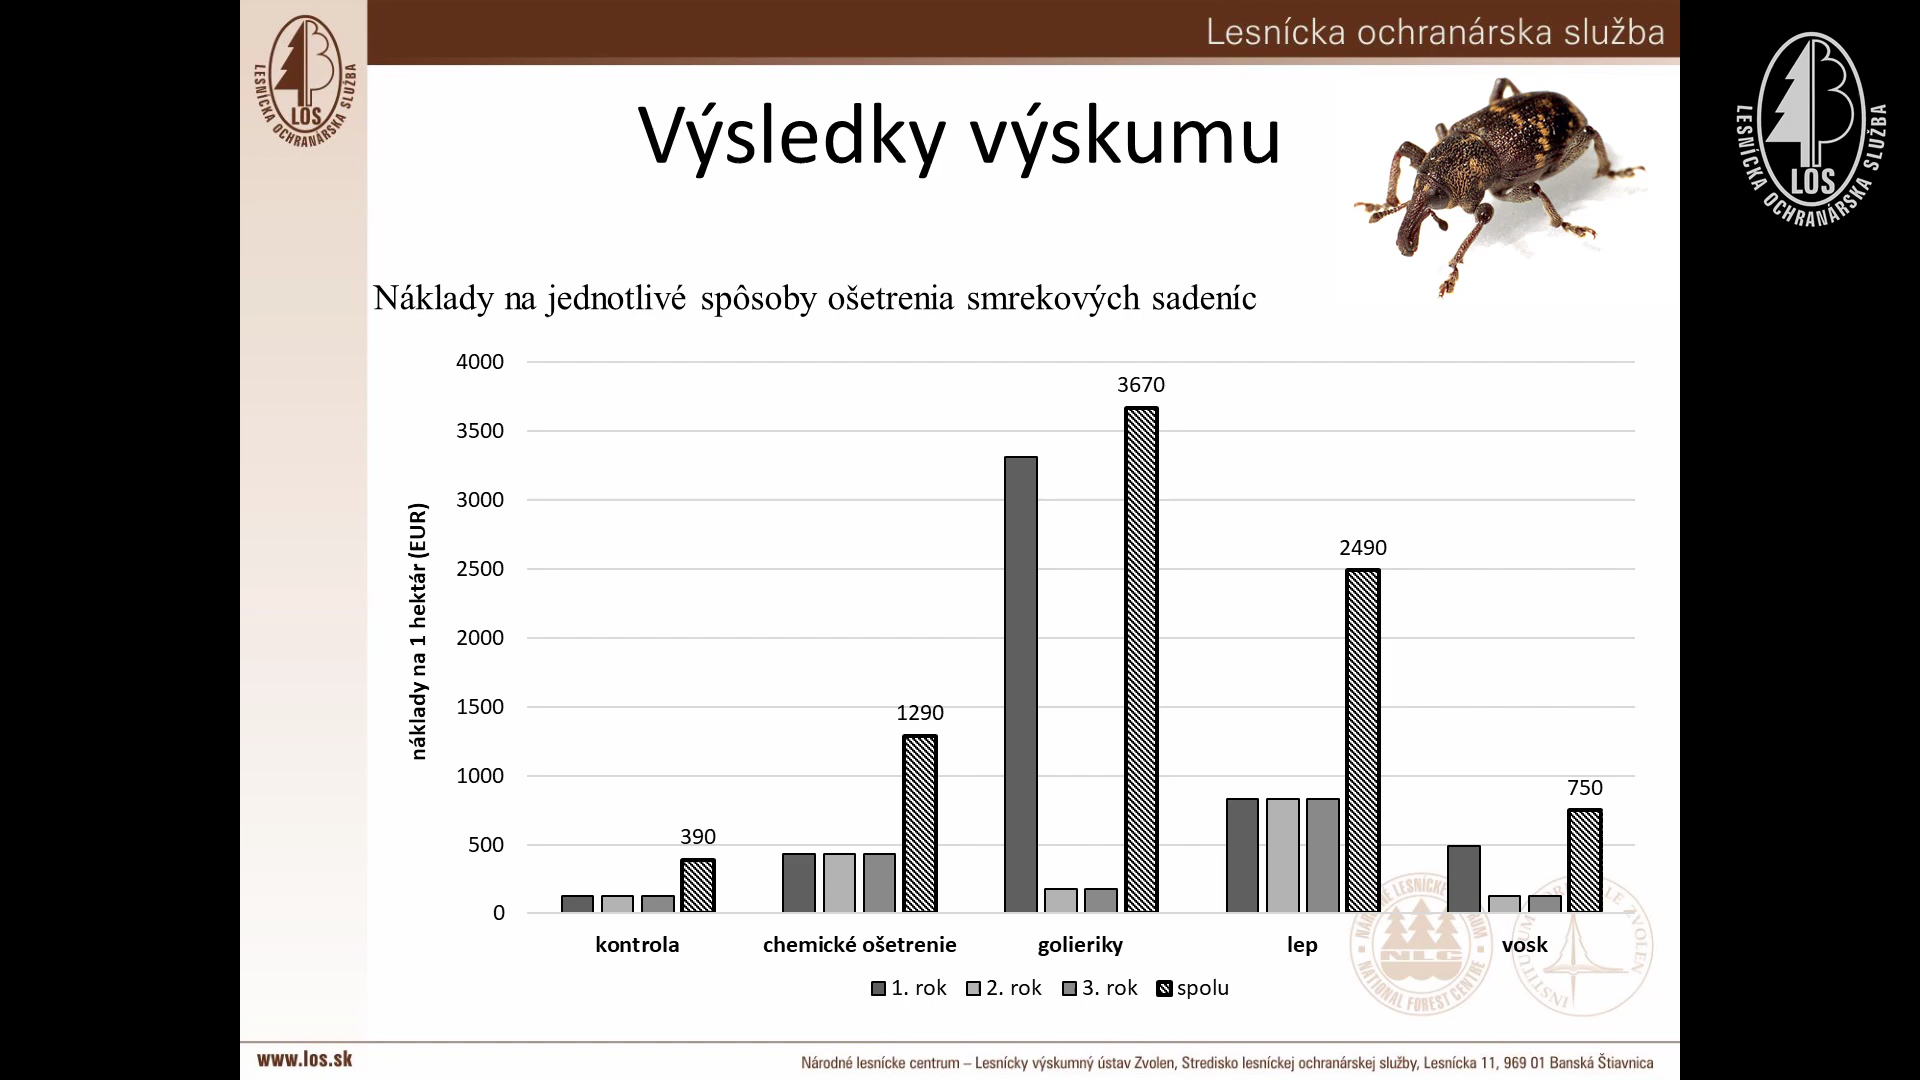 Lesnícka ochranárska služba
LESNÍCKA OCHRANÁRSKA SLUŽBA
LOS
LESNÍCKA OCHRANÁRSKA SLUŽBA
LOS
Výsledky výskumu
Náklady na jednotlivé spôsoby ošetrenia smrekových sadeníc
náklady na 1 hektár (EUR)
4000
3500
3000
2500
2000
1500
1000
500
0
390
1290
3670
2490
750
kontrola chemické ošetrenie golieriky lep vosk
1. rok 2. rok 3. rok spolu
NLC
NATIONAL FOREST CENTRE
www.los.sk
Národné lesnícke centrum – Lesnícky výskumný ústav Zvolen, Stredisko lesníckej ochranárskej služby, Lesnícka 11, 969 01 Banská Štiavnica